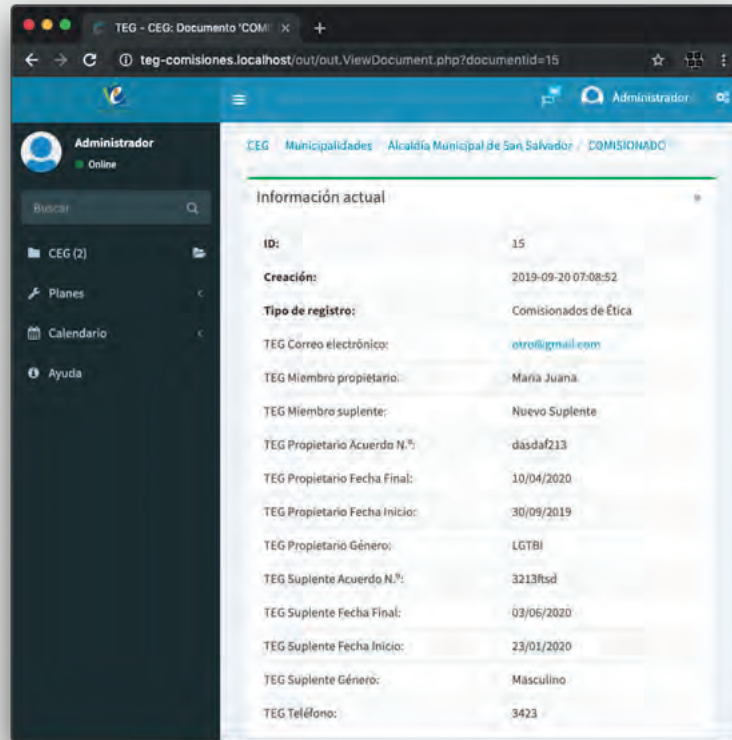 TEG - CEG: Documento 'COMI
teg-comisiones.localhost/out/out.ViewDocument.php?documentid=15
Administrador
Administrador
Online
Buscar
CEG (2)
Planes
Calendario
Ayuda
CEG / Municipalidades / Alcaldía Municipal de San Salvador / COMISIONADO
Información actual
ID: 15
Creación: 2019-09-20 07:08:52
Tipo de registro: Comisionados de Ética
TEG Correo electrónico: otro@gmail.com
TEG Miembro propietario: Maria Juana
TEG Miembro suplente: Nuevo Suplente
TEG Propietario Acuerdo N.º: dasdaf213
TEG Propietario Fecha Final: 10/04/2020
TEG Propietario Fecha Inicio: 30/09/2019
TEG Propietario Género: LGTBI
TEG Suplente Acuerdo N.º: 3213ftsd
TEG Suplente Fecha Final: 03/06/2020
TEG Suplente Fecha Inicio: 23/01/2020
TEG Suplente Género: Masculino
TEG Teléfono: 3423